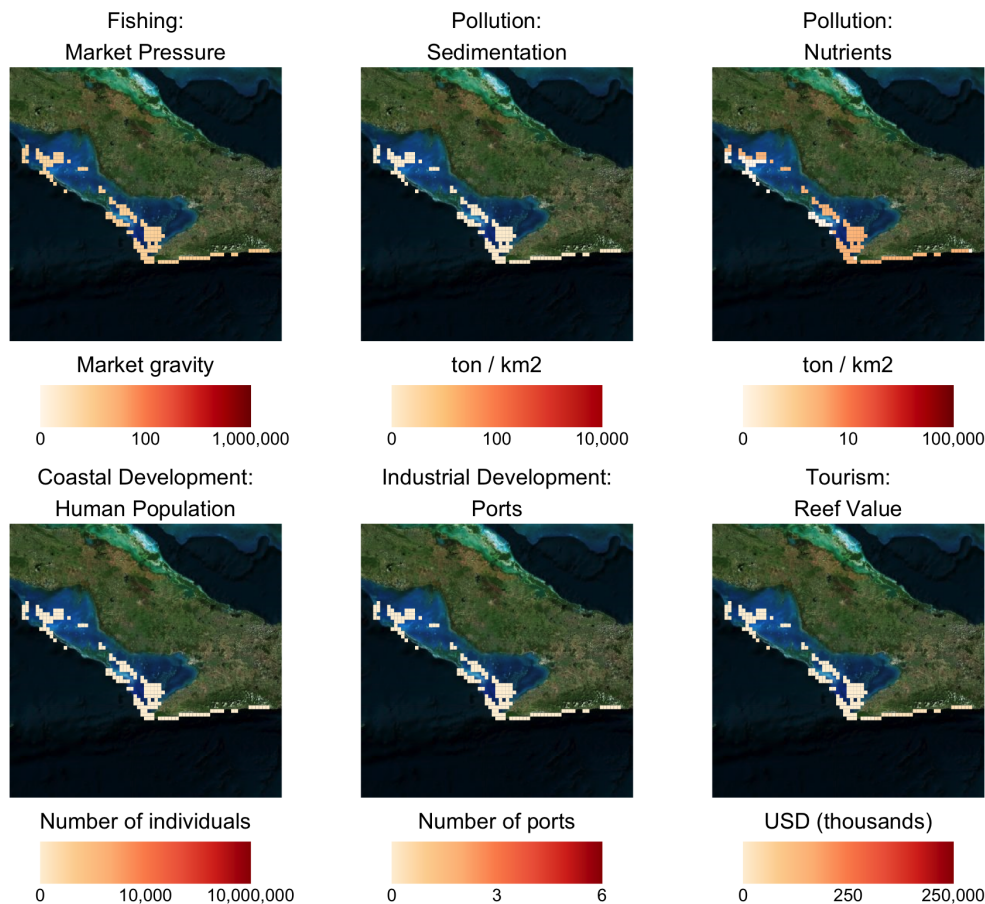 Fishing:
Market Pressure
Pollution:
Sedimentation
Pollution:
Nutrients
Market gravity
0 100 1,000,000
ton / km2
0 100 10,000
ton / km2
0 10 100,000
Coastal Development:
Human Population
Industrial Development:
Ports
Tourism:
Reef Value
Number of individuals
0 10,000 10,000,000
Number of ports
0 3 6
USD (thousands)
0 250 250,000